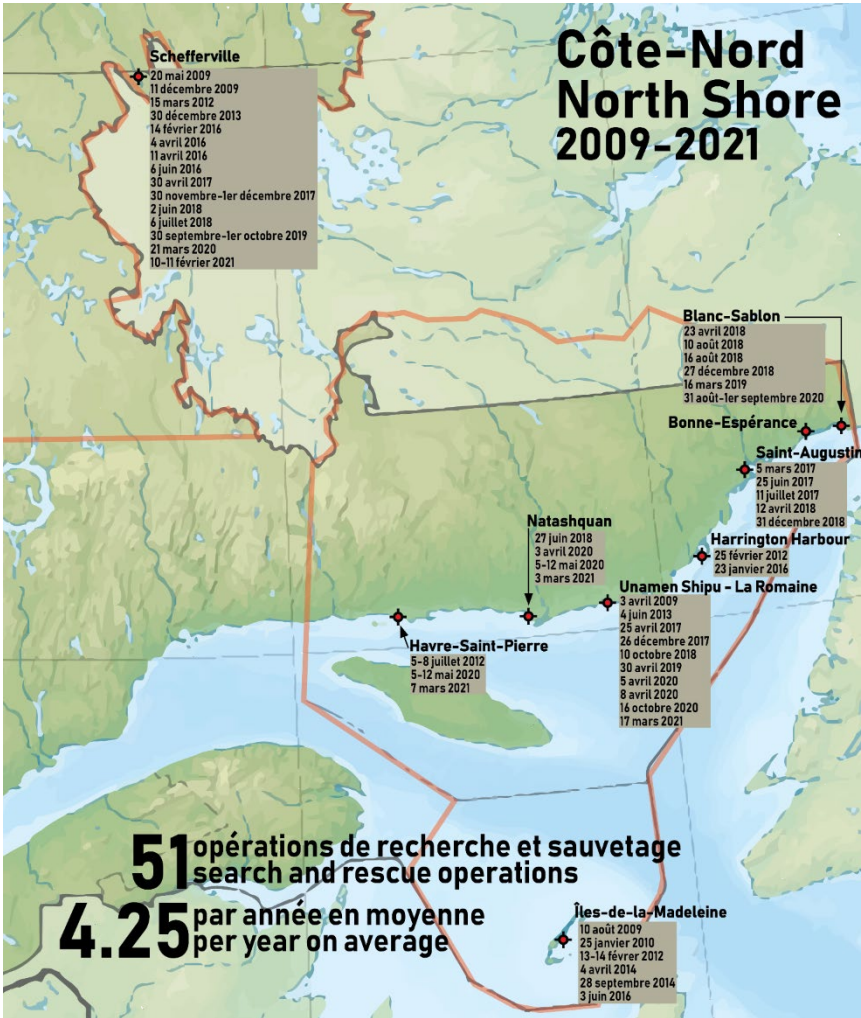 Côte-Nord
North Shore
2009-2021
Schefferville
20 mai 2009
11 décembre 2009
15 mars 2012
30 décembre 2013
14 février 2016
4 avril 2016
11 avril 2016
6 juin 2016
30 avril 2017
30 novembre-1er décembre 2017
2 juin 2018
6 juillet 2018
30 septembre-1er octobre 2019
21 mars 2020
10-11 février 2021
Blanc-Sablon
23 avril 2018
10 août 2018
16 août 2018
27 décembre 2018
16 mars 2019
31 août-1er septembre 2020
Bonne-Espérance
Saint-Augustin
5 mars 2017
25 juin 2017
11 juillet 2017
12 avril 2018
31 décembre 2018
Harrington Harbour
25 février 2012
23 janvier 2016
Natashquan
27 juin 2018
3 avril 2020
5-12 mai 2020
3 mars 2021
Unamen Shipu - La Romaine
3 avril 2009
4 juin 2013
25 avril 2017
26 décembre 2017
10 octobre 2018
30 avril 2019
5 avril 2020
8 avril 2020
16 octobre 2020
17 mars 2021
Havre-Saint-Pierre
5-8 juillet 2012
5-12 mai 2020
7 mars 2021
51 opérations de recherche et sauvetage
search and rescue operations
4.25 par année en moyenne
per year on average
Îles-de-la-Madeleine
10 août 2009
25 janvier 2010
13-14 févrer 2012
4 avril 2014
28 septembre 2014
3 juin 2016